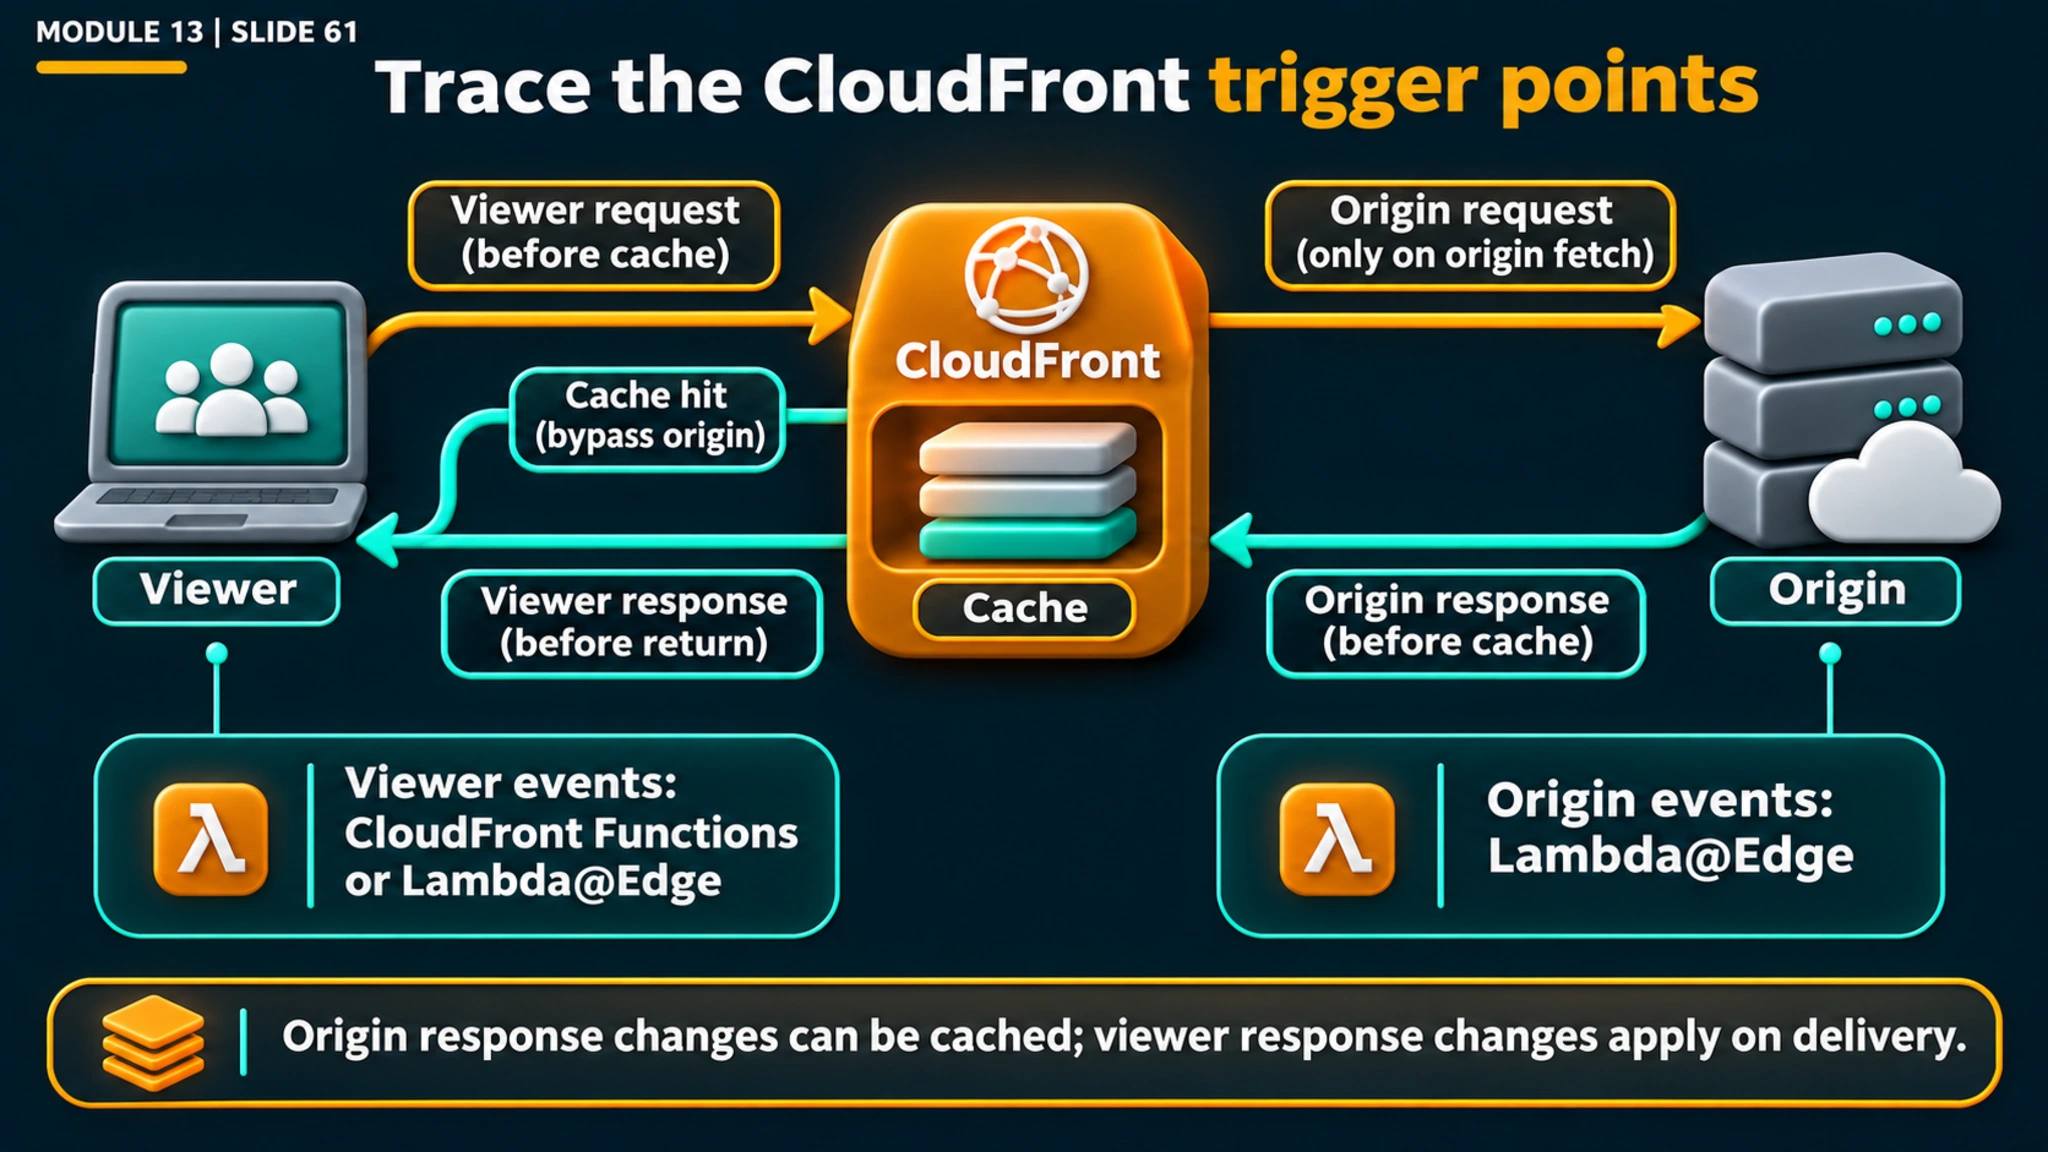 MODULE 13 | SLIDE 61
Trace the CloudFront trigger points
Viewer request
(before cache)
Origin request
(only on origin fetch)
CloudFront
Cache hit
(bypass origin)
Viewer
Viewer response
(before return)
Cache
Origin response
(before cache)
Origin
Viewer events:
CloudFront Functions
or Lambda@Edge
Origin events:
Lambda@Edge
Origin response changes can be cached; viewer response changes apply on delivery.